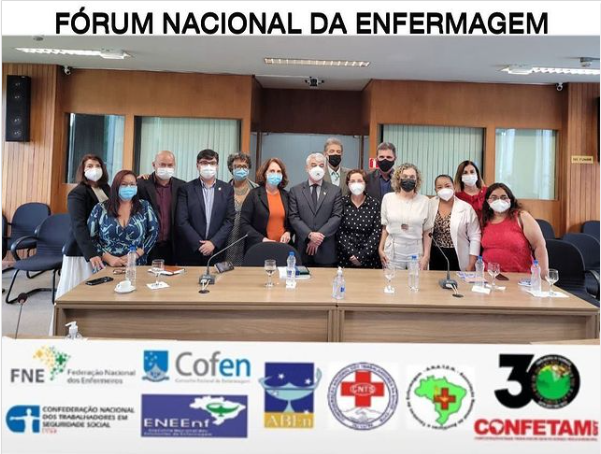 FÓRUM NACIONAL DA ENFERMAGEM
FNE Federação Nacional
dos Enfermeiros
Cofen
Conselho Federal de Enfermagem
CONFEDERAÇÃO NACIONAL
DOS TRABALHADORES EM
SEGURIDADE SOCIAL
ENEEnf
ABEn
CNTS
A.N.A.T.E.N.
30
CONFETAM